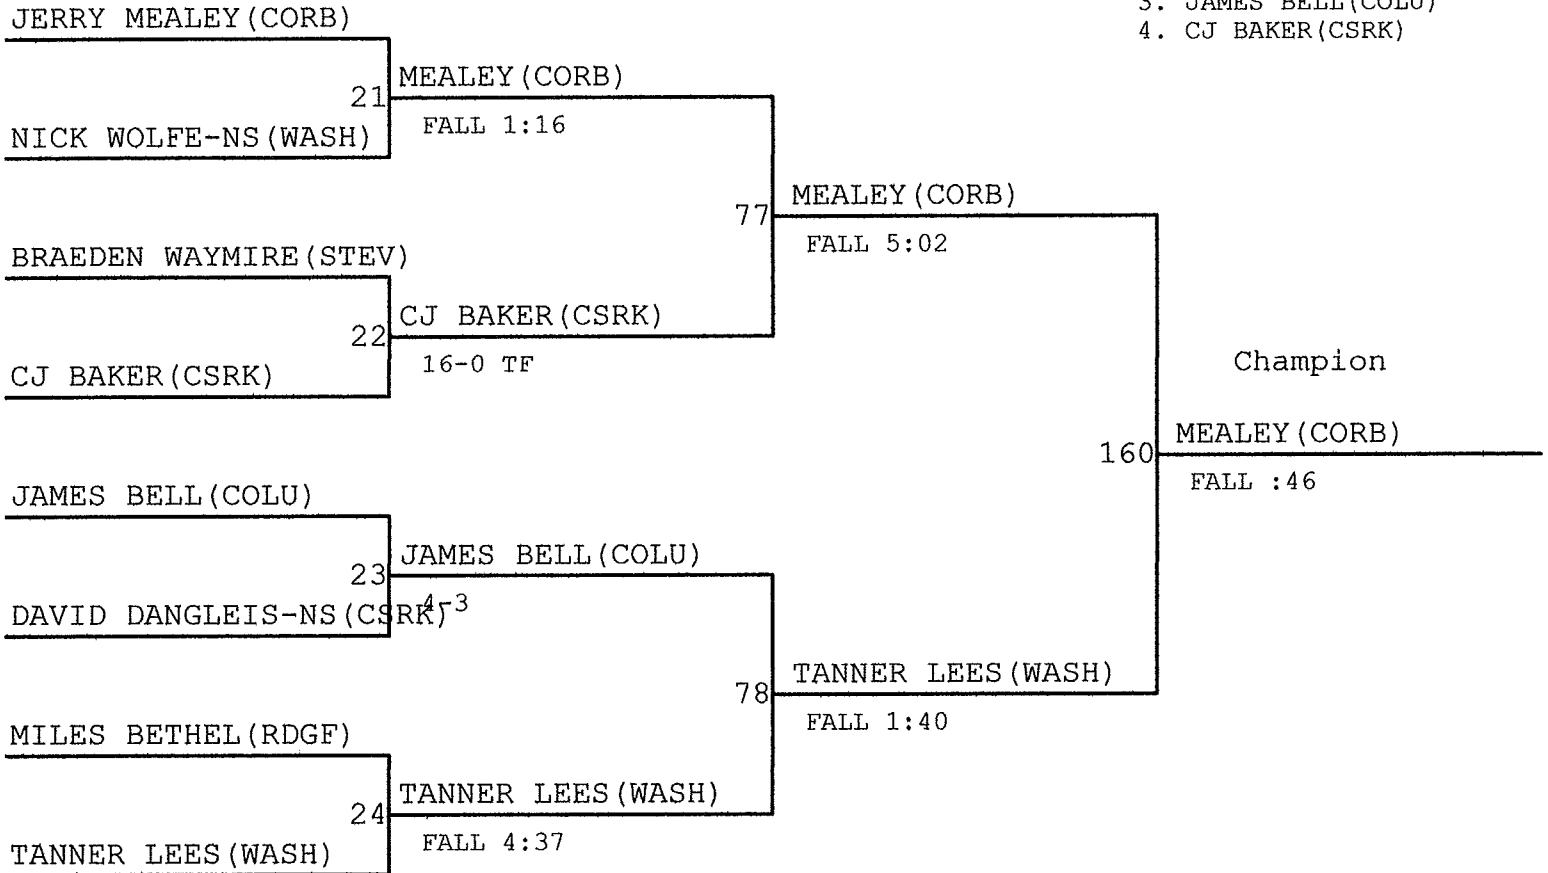 3. JAMES BELL(COLU)
4. CJ BAKER(CSRK)
JERRY MEALEY(CORB)
21
MEALEY(CORB)
FALL 1:16
NICK WOLFE-NS(WASH)
77
MEALEY(CORB)
FALL 5:02
BRAEDEN WAYMIRE(STEV)
22
CJ BAKER(CSRK)
16-0 TF
CJ BAKER(CSRK)
Champion
160
MEALEY(CORB)
FALL :46
JAMES BELL(COLU)
23
JAMES BELL(COLU)
4-3
DAVID DANGLEIS-NS(CSRK)
78
TANNER LEES(WASH)
FALL 1:40
MILES BETHEL(RDGF)
24
TANNER LEES(WASH)
FALL 4:37
TANNER LEES(WASH)